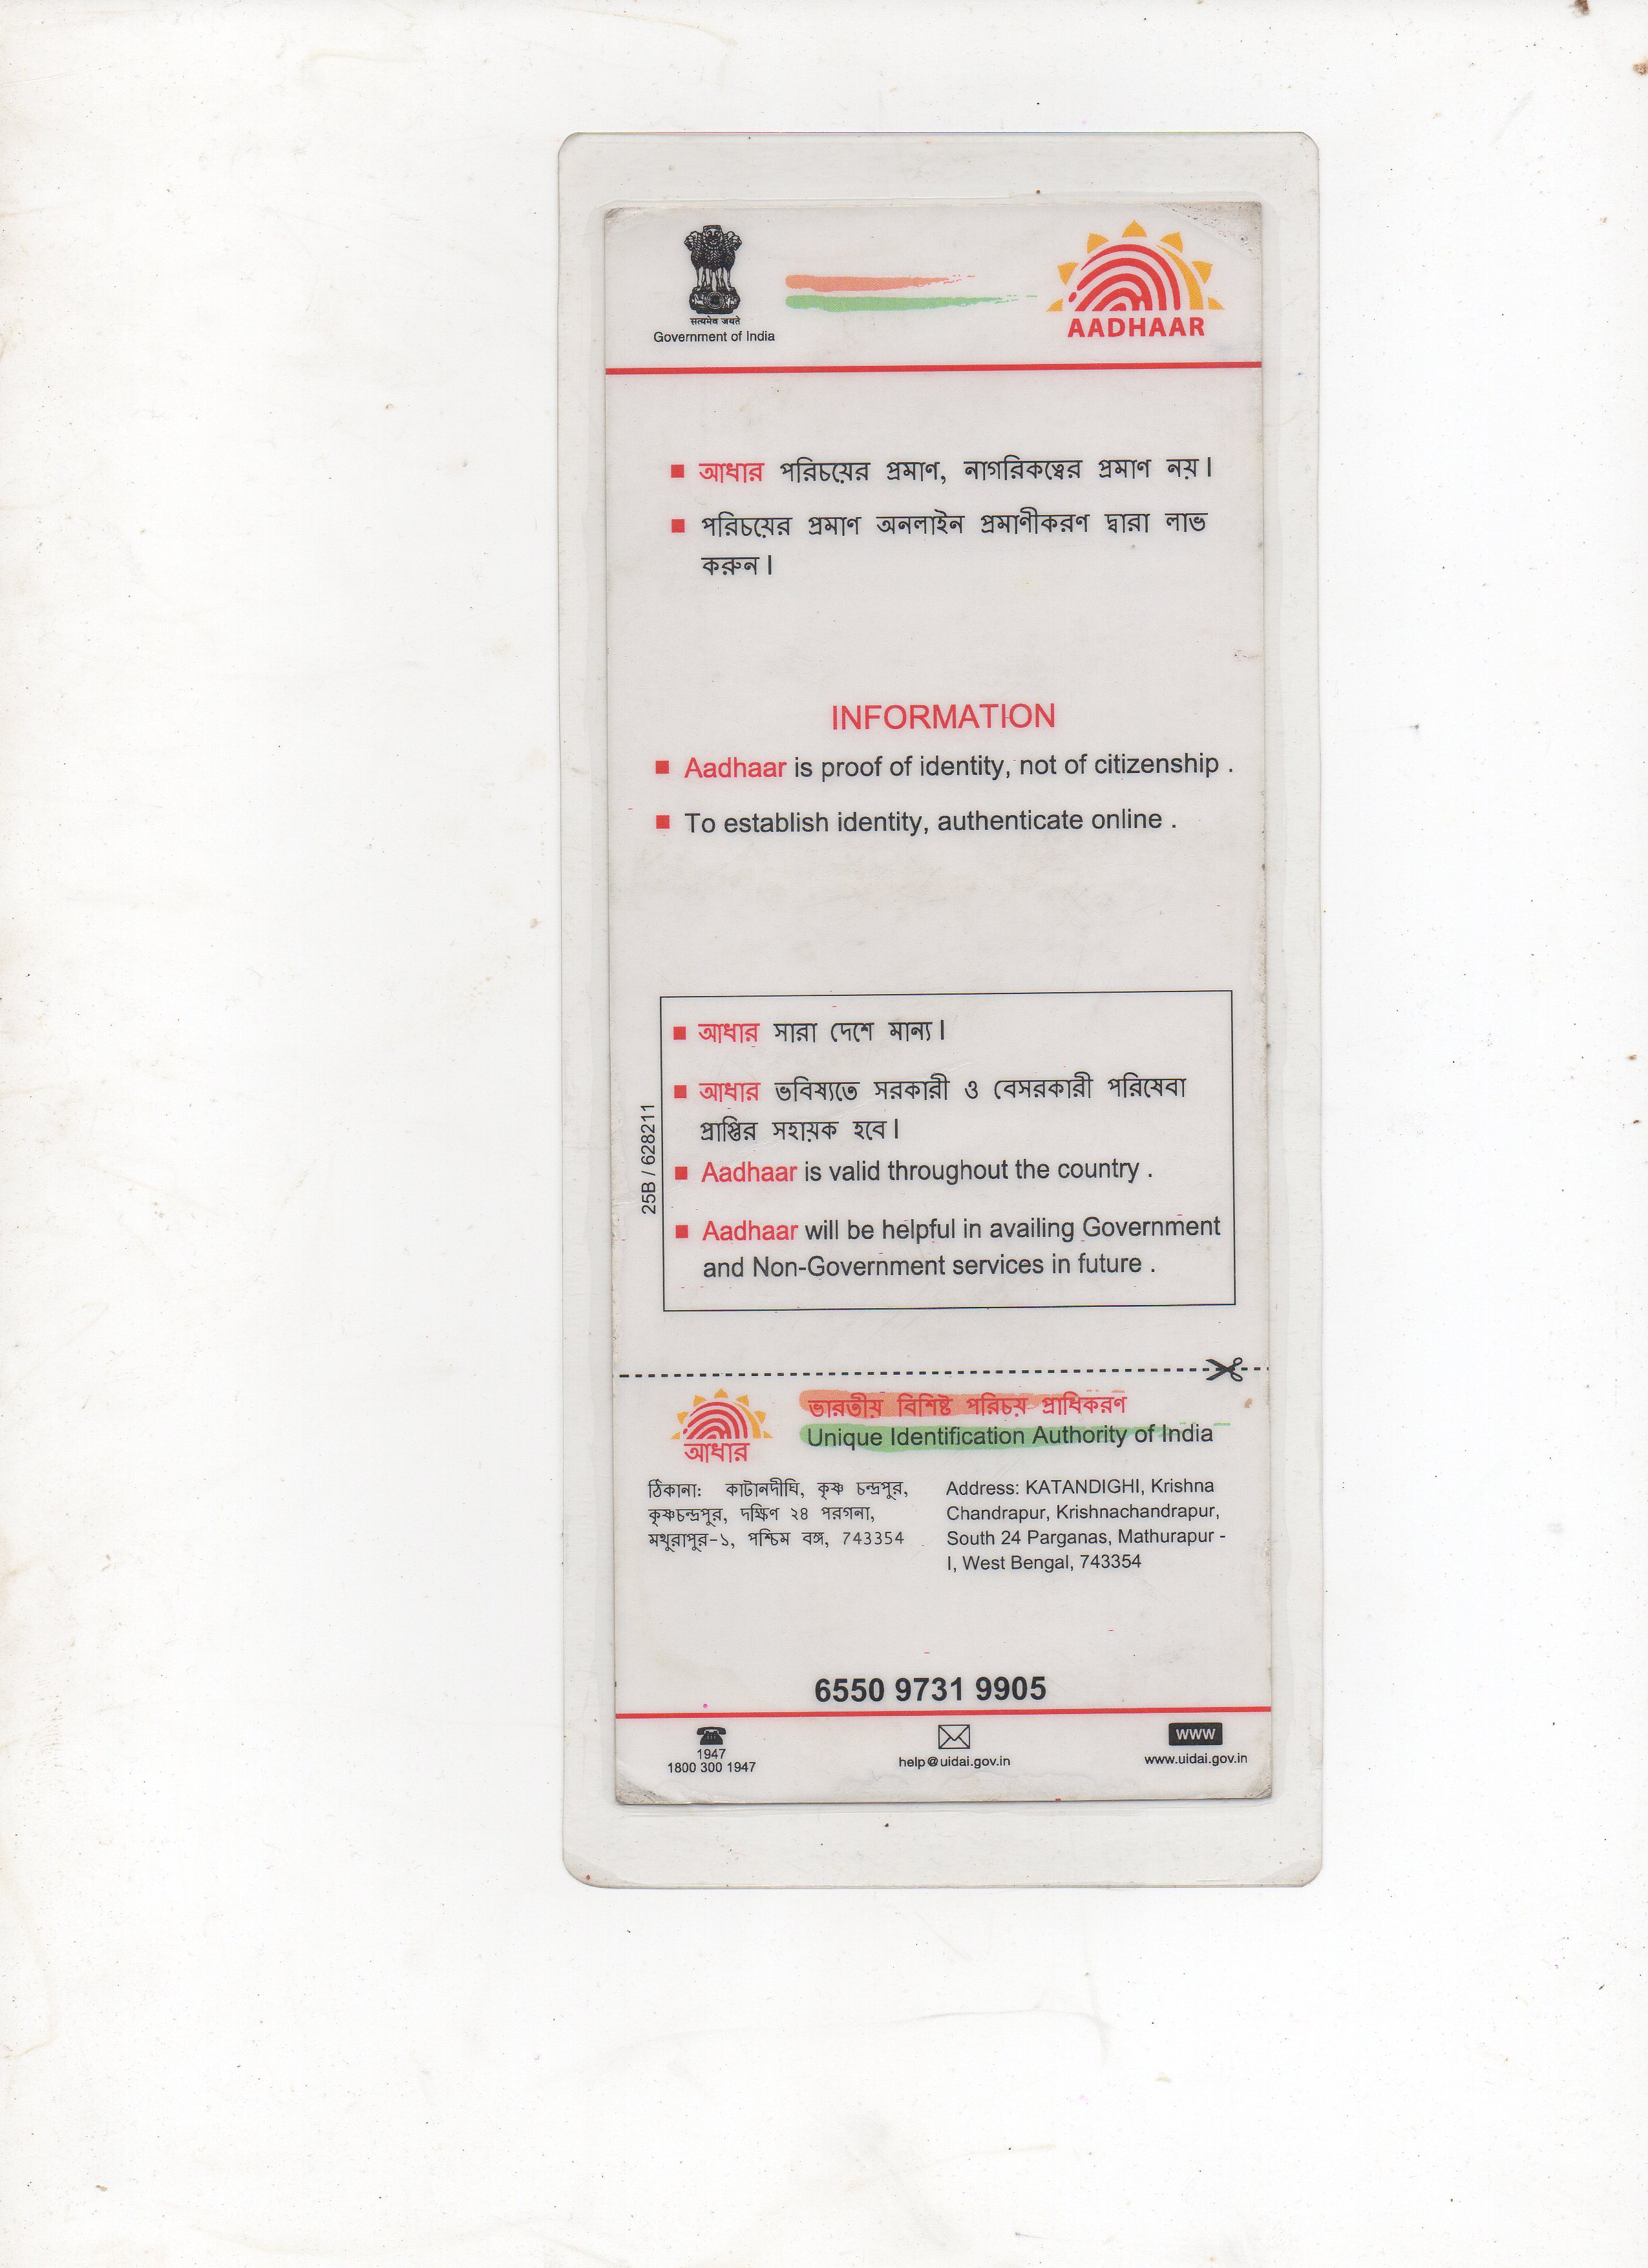 सत्यमेव जयते
Government of India
AADHAAR
আধার পরিচয়ের প্রমাণ, নাগরিকত্বের প্রমাণ নয়।
পরিচয়ের প্রমাণ অনলাইন প্রমাণীকরণ দ্বারা লাভ
করুন।
INFORMATION
Aadhaar is proof of identity, not of citizenship .
To establish identity, authenticate online .
আধার সারা দেশে মান্য।
আধার ভবিষ্যতে সরকারী ও বেসরকারী পরিষেবা
প্রাপ্তির সহায়ক হবে।
Aadhaar is valid throughout the country .
Aadhaar will be helpful in availing Government
and Non-Government services in future .
25B / 628211
আধার
ভারতীয় বিশিষ্ট পরিচয় প্রাধিকরণ
Unique Identification Authority of India
ঠিকানা: কাটানদীঘি, কৃষ্ণ চন্দ্রপুর,
কৃষ্ণচন্দ্রপুর, দক্ষিণ ২৪ পরগনা,
মথুরাপুর-১, পশ্চিম বঙ্গ, 743354
Address: KATANDIGHI, Krishna
Chandrapur, Krishnachandrapur,
South 24 Parganas, Mathurapur -
I, West Bengal, 743354
6550 9731 9905
1947
1800 300 1947
help@uidai.gov.in
www
www.uidai.gov.in